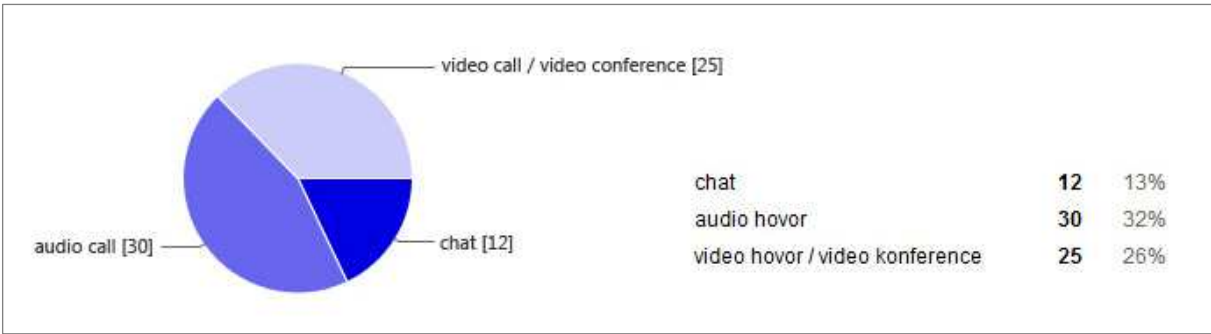 video call / video conference [25]
audio call [30]
chat [12]
chat 12 13%
audio hovor 30 32%
video hovor / video konference 25 26%